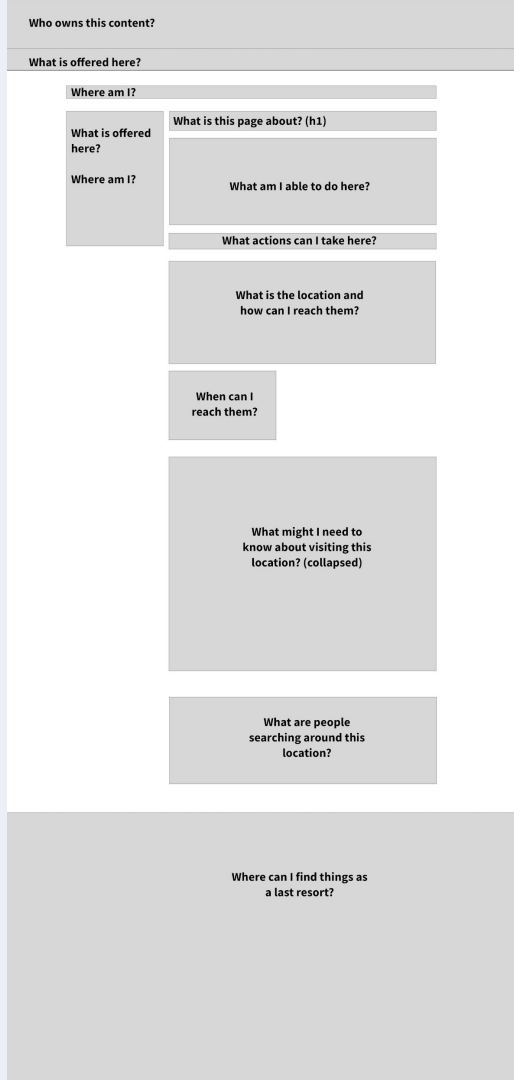 Who owns this content?
What is offered here?
Where am I?
What is offered
here?
Where am I?
What is this page about? (h1)
What am I able to do here?
What actions can I take here?
What is the location and
how can I reach them?
When can I
reach them?
What might I need to
know about visiting this
location? (collapsed)
What are people
searching around this
location?
Where can I find things as
a last resort?